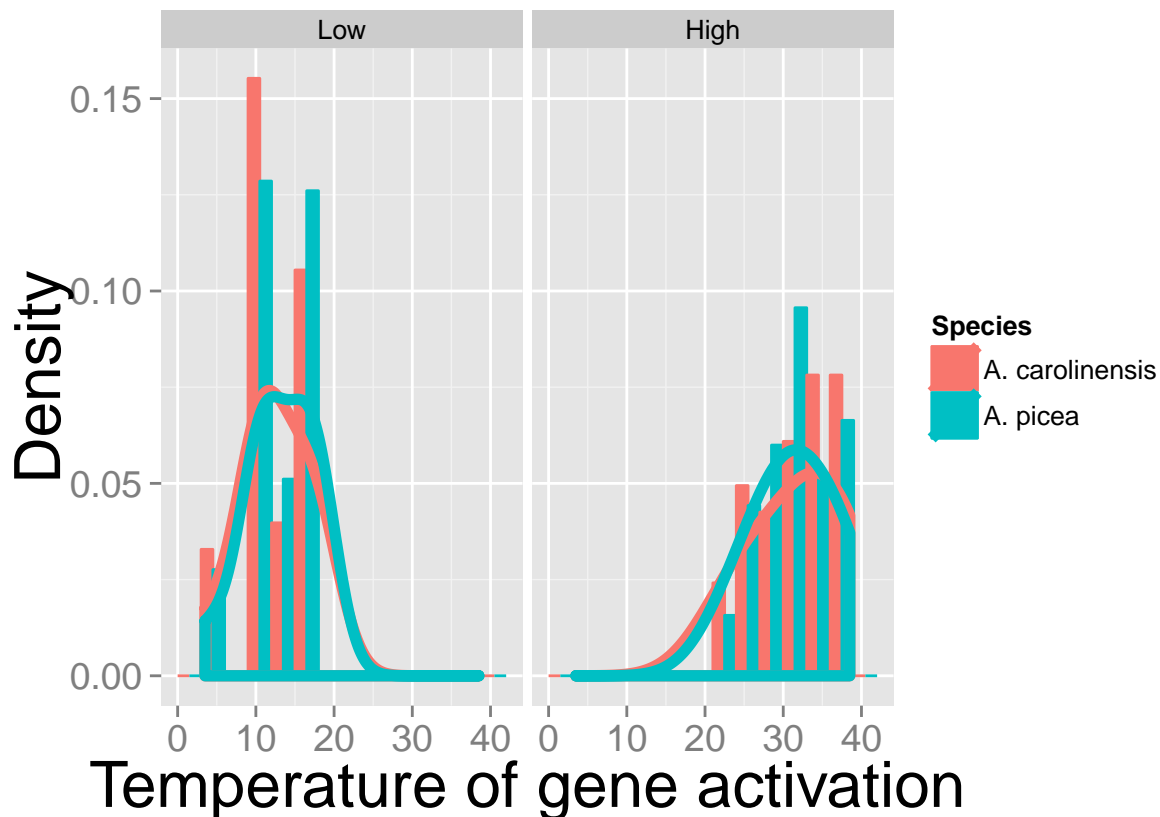 Low High
0.15
0.10
0.05
0.00
Density
0 10 20 30 40 0 10 20 30 40
Temperature of gene activation
Species
A. carolinensis
A. picea